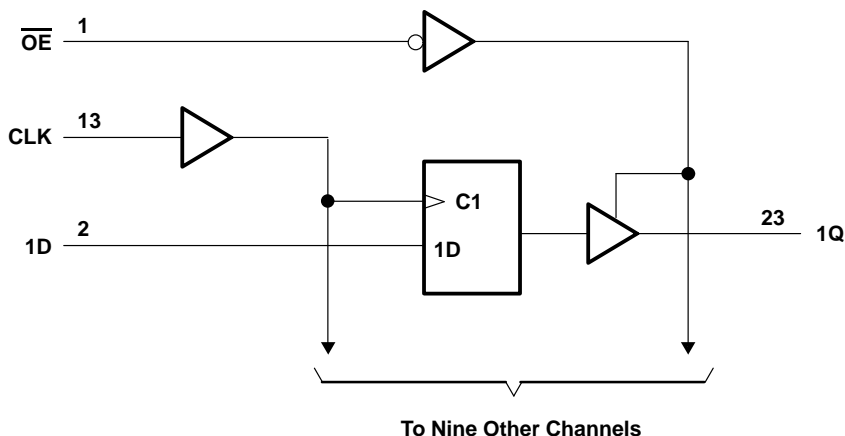 OE 1
CLK 13
C1
1D 2
1D
23
1Q
To Nine Other Channels